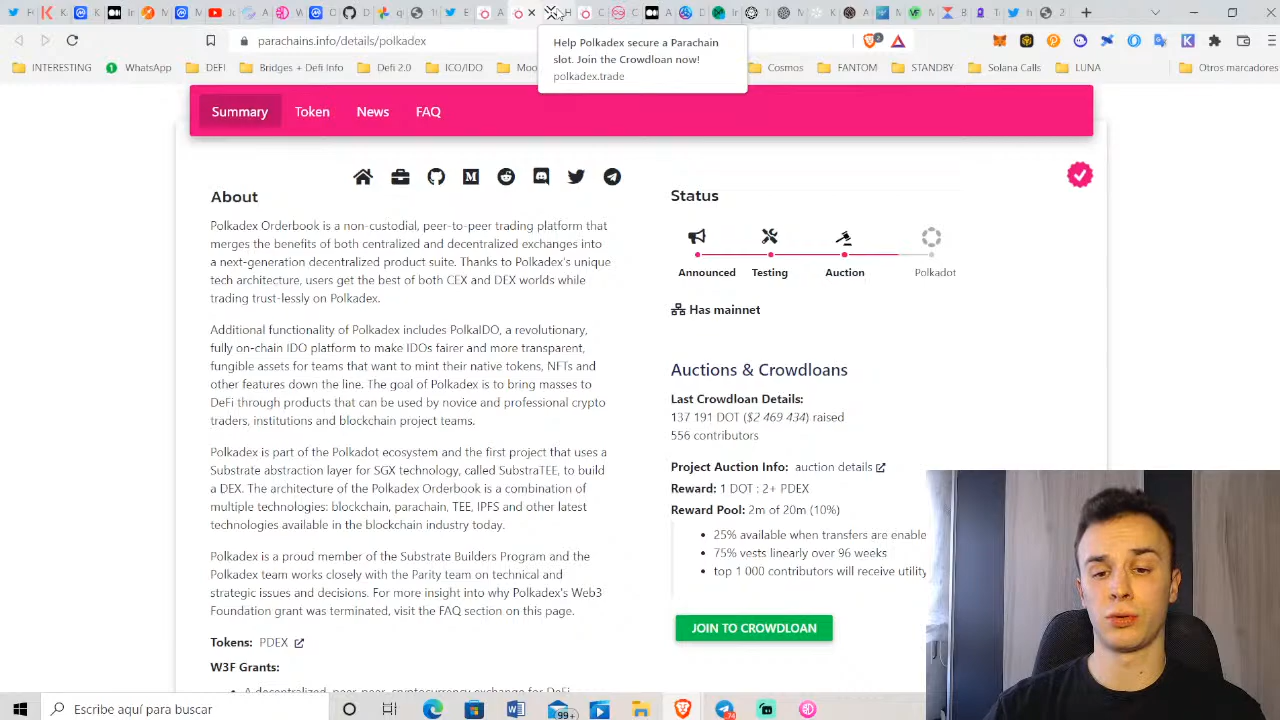 parachains.info/details/polkadex
Help Polkadex secure a Parachain
slot. Join the Crowdloan now!
polkadex.trade
2
INTERESTING
WhatsApp
DEFI
Bridges + Defi Info
Defi 2.0
ICO/IDO
Cosmos
FANTOM
STANDBY
Solana Calls
LUNA
Otros marcadores
Summary
Token
News
FAQ
About
Polkadex Orderbook is a non-custodial, peer-to-peer trading platform that
merges the benefits of both centralized and decentralized exchanges into
a next-generation decentralized product suite. Thanks to Polkadex's unique
tech architecture, users get the best of both CEX and DEX worlds while
trading trust-lessly on Polkadex.
Additional functionality of Polkadex includes PolkaIDO, a revolutionary,
fully on-chain IDO platform to make IDOs fairer and more transparent,
fungible assets for teams that want to mint their native tokens, NFTs and
other features down the line. The goal of Polkadex is to bring masses to
DeFi through products that can be used by novice and professional crypto
traders, institutions and blockchain project teams.
Polkadex is part of the Polkadot ecosystem and the first project that uses a
Substrate abstraction layer for SGX technology, called SubstraTEE, to build
a DEX. The architecture of the Polkadex Orderbook is a combination of
multiple technologies: blockchain, parachain, TEE, IPFS and other latest
technologies available in the blockchain industry today.
Polkadex is a proud member of the Substrate Builders Program and the
Polkadex team works closely with the Parity team on technical and
strategic issues and decisions. For more insight into why Polkadex's Web3
Foundation grant was terminated, visit the FAQ section on this page.
Tokens: PDEX
W3F Grants:
A decentralized, peer-peer, cryptocurrency exchange for DeFi
Status
Announced
Testing
Auction
Polkadot
Has mainnet
Auctions & Crowdloans
Last Crowdloan Details:
137 191 DOT ($2 469 434) raised
556 contributors
Project Auction Info: auction details
Reward: 1 DOT : 2+ PDEX
Reward Pool: 2m of 20m (10%)
25% available when transfers are enable
75% vests linearly over 96 weeks
top 1 000 contributors will receive utility
JOIN TO CROWDLOAN
Escribe aquí para buscar
99+